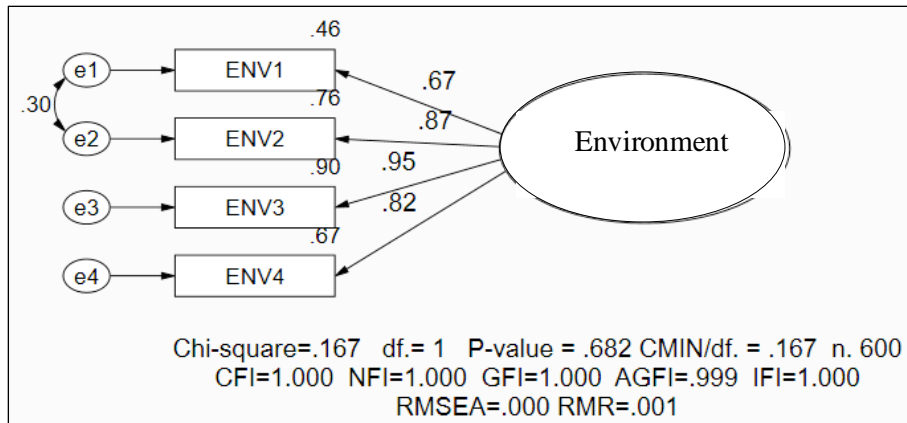 .46
e1 ENV1 .67
.76
.30 .87
e2 ENV2 Environment
.90 .95
e3 ENV3 .82
.67
e4 ENV4
Chi-square=.167 df.= 1 P-value = .682 CMIN/df. = .167 n. 600
CFI=1.000 NFI=1.000 GFI=1.000 AGFI=.999 IFI=1.000
RMSEA=.000 RMR=.001